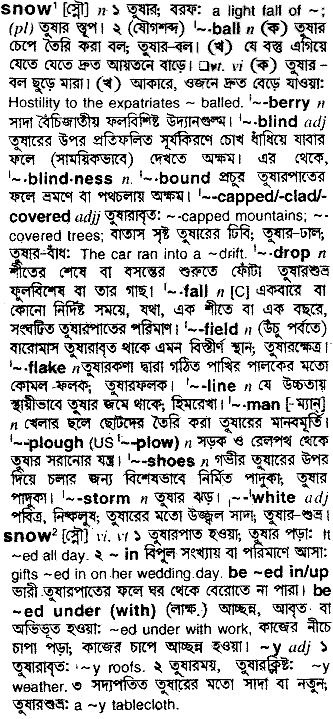 snow¹ [স্নৌ] n ১ তুষার; বরফ: a light fall of ~;
(pl) তুষার স্তূপ। ২ (যৌগশব্দ) '~-ball n (ক) তুষার
চেপে তৈরি করা বল; তুষার-বল। (খ) যে বস্তু এগিয়ে
যেতে যেতে দ্রুত আয়তনে বাড়ে। □vt. vi (ক) তুষার-
বল ছুড়ে মারা। (খ) আকারে, ওজনে দ্রুত বেড়ে যাওয়া:
Hostility to the expatriates ~ balled. '~-berry n
সাদা বৈচিজাতীয় ফলবিশিষ্ট উদ্যানগুল্ম। '~-blind adj
তুষারের উপর প্রতিফলিত সূর্যকিরণে চোখ ধাঁধিয়ে যাবার
ফলে (সাময়িকভাবে) দেখতে অক্ষম। এর থেকে,
'~-blind·ness n. '~-bound প্রচুর তুষারপাতের
ফলে ভ্রমণে বা পথচলায় অক্ষম। '~-capped/-clad/-
covered adjj তুষারাবৃত: ~-capped mountains; ~-
covered trees; বাতাস সৃষ্ট তুষারের ঢিবি; তুষার-ঢাল;
তুষার-বাঁধ: The car ran into a ~drift. '~-drop n
শীতের শেষে বা বসন্তের শুরুতে ফোঁটা তুষারশুভ্র
ফুলবিশেষ বা তার গাছ। '~-fall n [C] একবারে বা
কোনো নির্দিষ্ট সময়ে, যথা, এক শীতে বা এক বছরে,
সংঘটিত তুষারপাতের পরিমাণ। '~-field n (উঁচু পর্বতে)
বারোমাস তুষারাবৃত থাকে এমন বিস্তীর্ণ স্থান; তুষারক্ষেত্র।
'~-flake n তুষারকণা দ্বারা গঠিত পাখির পালকের মতো
কোমল-ফলক; তুষারফলক। '~-line n যে উচ্চতায়
স্থায়ীভাবে তুষার জমে থাকে; হিমরেখা। '~-man [-ম্যান্]
n খেলার ছলে ছোটদের তৈরি করা তুষারের মানবমূর্তি।
'~-plough (US '~-plow) n সড়ক ও রেলপথ থেকে
তুষার সরানোর যন্ত্র। '~-shoes n গভীর তুষারের উপর
দিয়ে চলার জন্য বিশেষভাবে নির্মিত পাদুকা; তুষার
পাদুকা। '~-storm n তুষার ঝড়। '~-'white adj
পবিত্র, নিষ্কলুষ; তুষারের মতো উজ্জ্বল সাদা; তুষার-শুভ্র।
snow² [স্নৌ] vi, vt ১ তুষারপাত হওয়া; তুষার পড়া: It
~ed all day. ২ ~ in বিপুল সংখ্যায় বা পরিমাণে আসা:
gifts ~ed in on her wedding day. be ~ed in/up
ভারী তুষারপাতের ফলে ঘর থেকে বেরোতে না পারা। be
~ed under (with) (লাক্ষ.) আচ্ছন্ন, আবৃত বা
অভিভূত হওয়া: ~ed under with work, কাজের নীচে
চাপা পড়া; কাজের চাপে আচ্ছন্ন হওয়া। ~y adj ১
তুষারাবৃত: ~y roofs. ২ তুষারময়, তুষারক্লিষ্ট: ~y
weather. ৩ সদ্যপতিত তুষারের মতো সাদা বা নতুন;
তুষারশুভ্র: a ~y tablecloth.